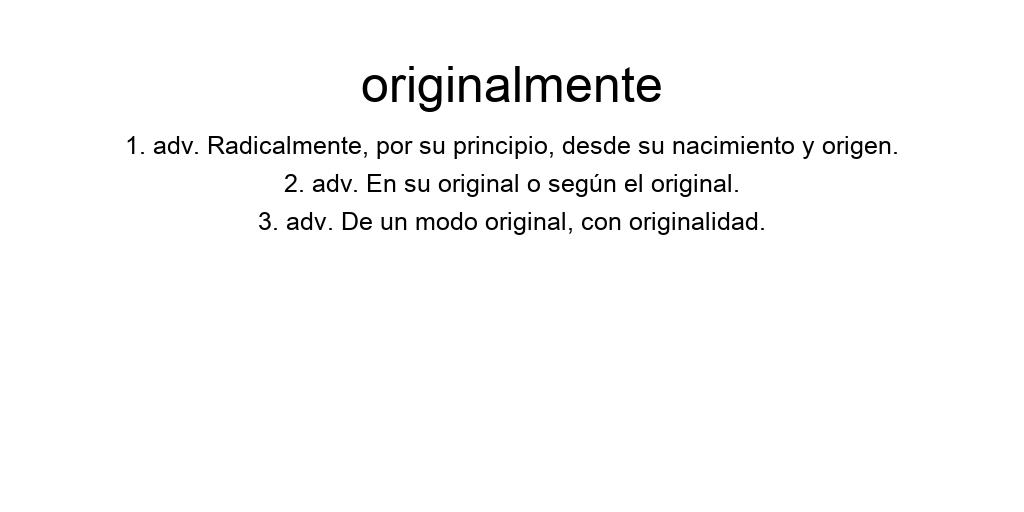 originalmente
1. adv. Radicalmente, por su principio, desde su nacimiento y origen.
2. adv. En su original o según el original.
3. adv. De un modo original, con originalidad.